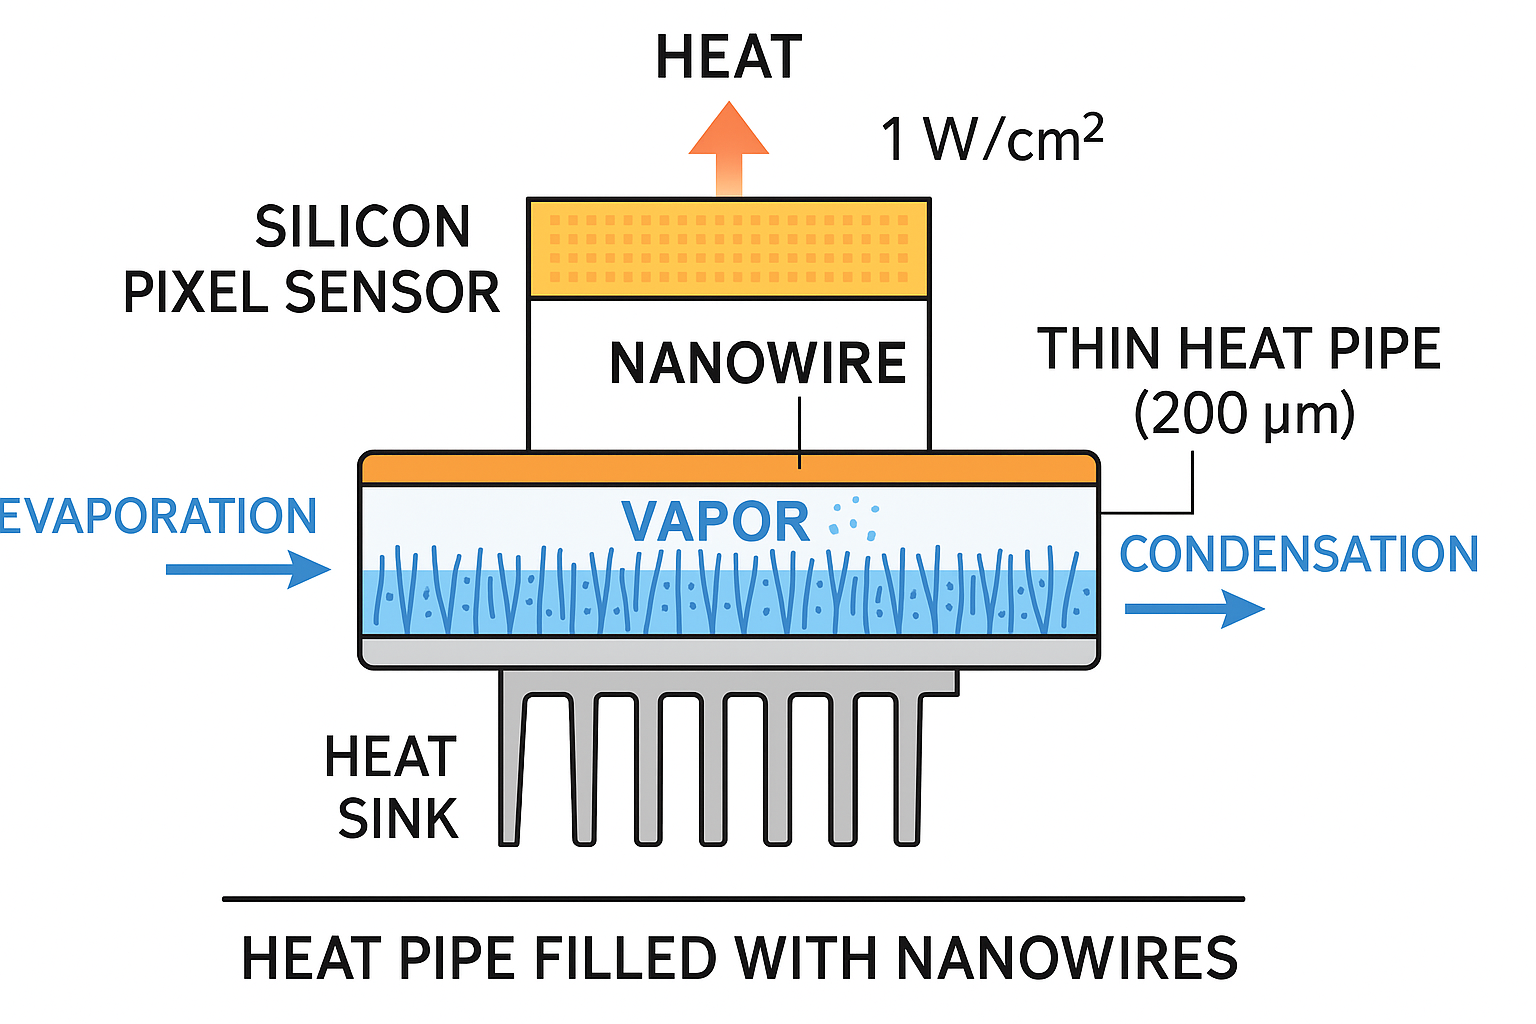 HEAT
1 W/cm²
SILICON
PIXEL SENSOR
NANOWIRE
THIN HEAT PIPE
(200 μm)
EVAPORATION
VAPOR
CONDENSATION
HEAT
SINK
HEAT PIPE FILLED WITH NANOWIRES